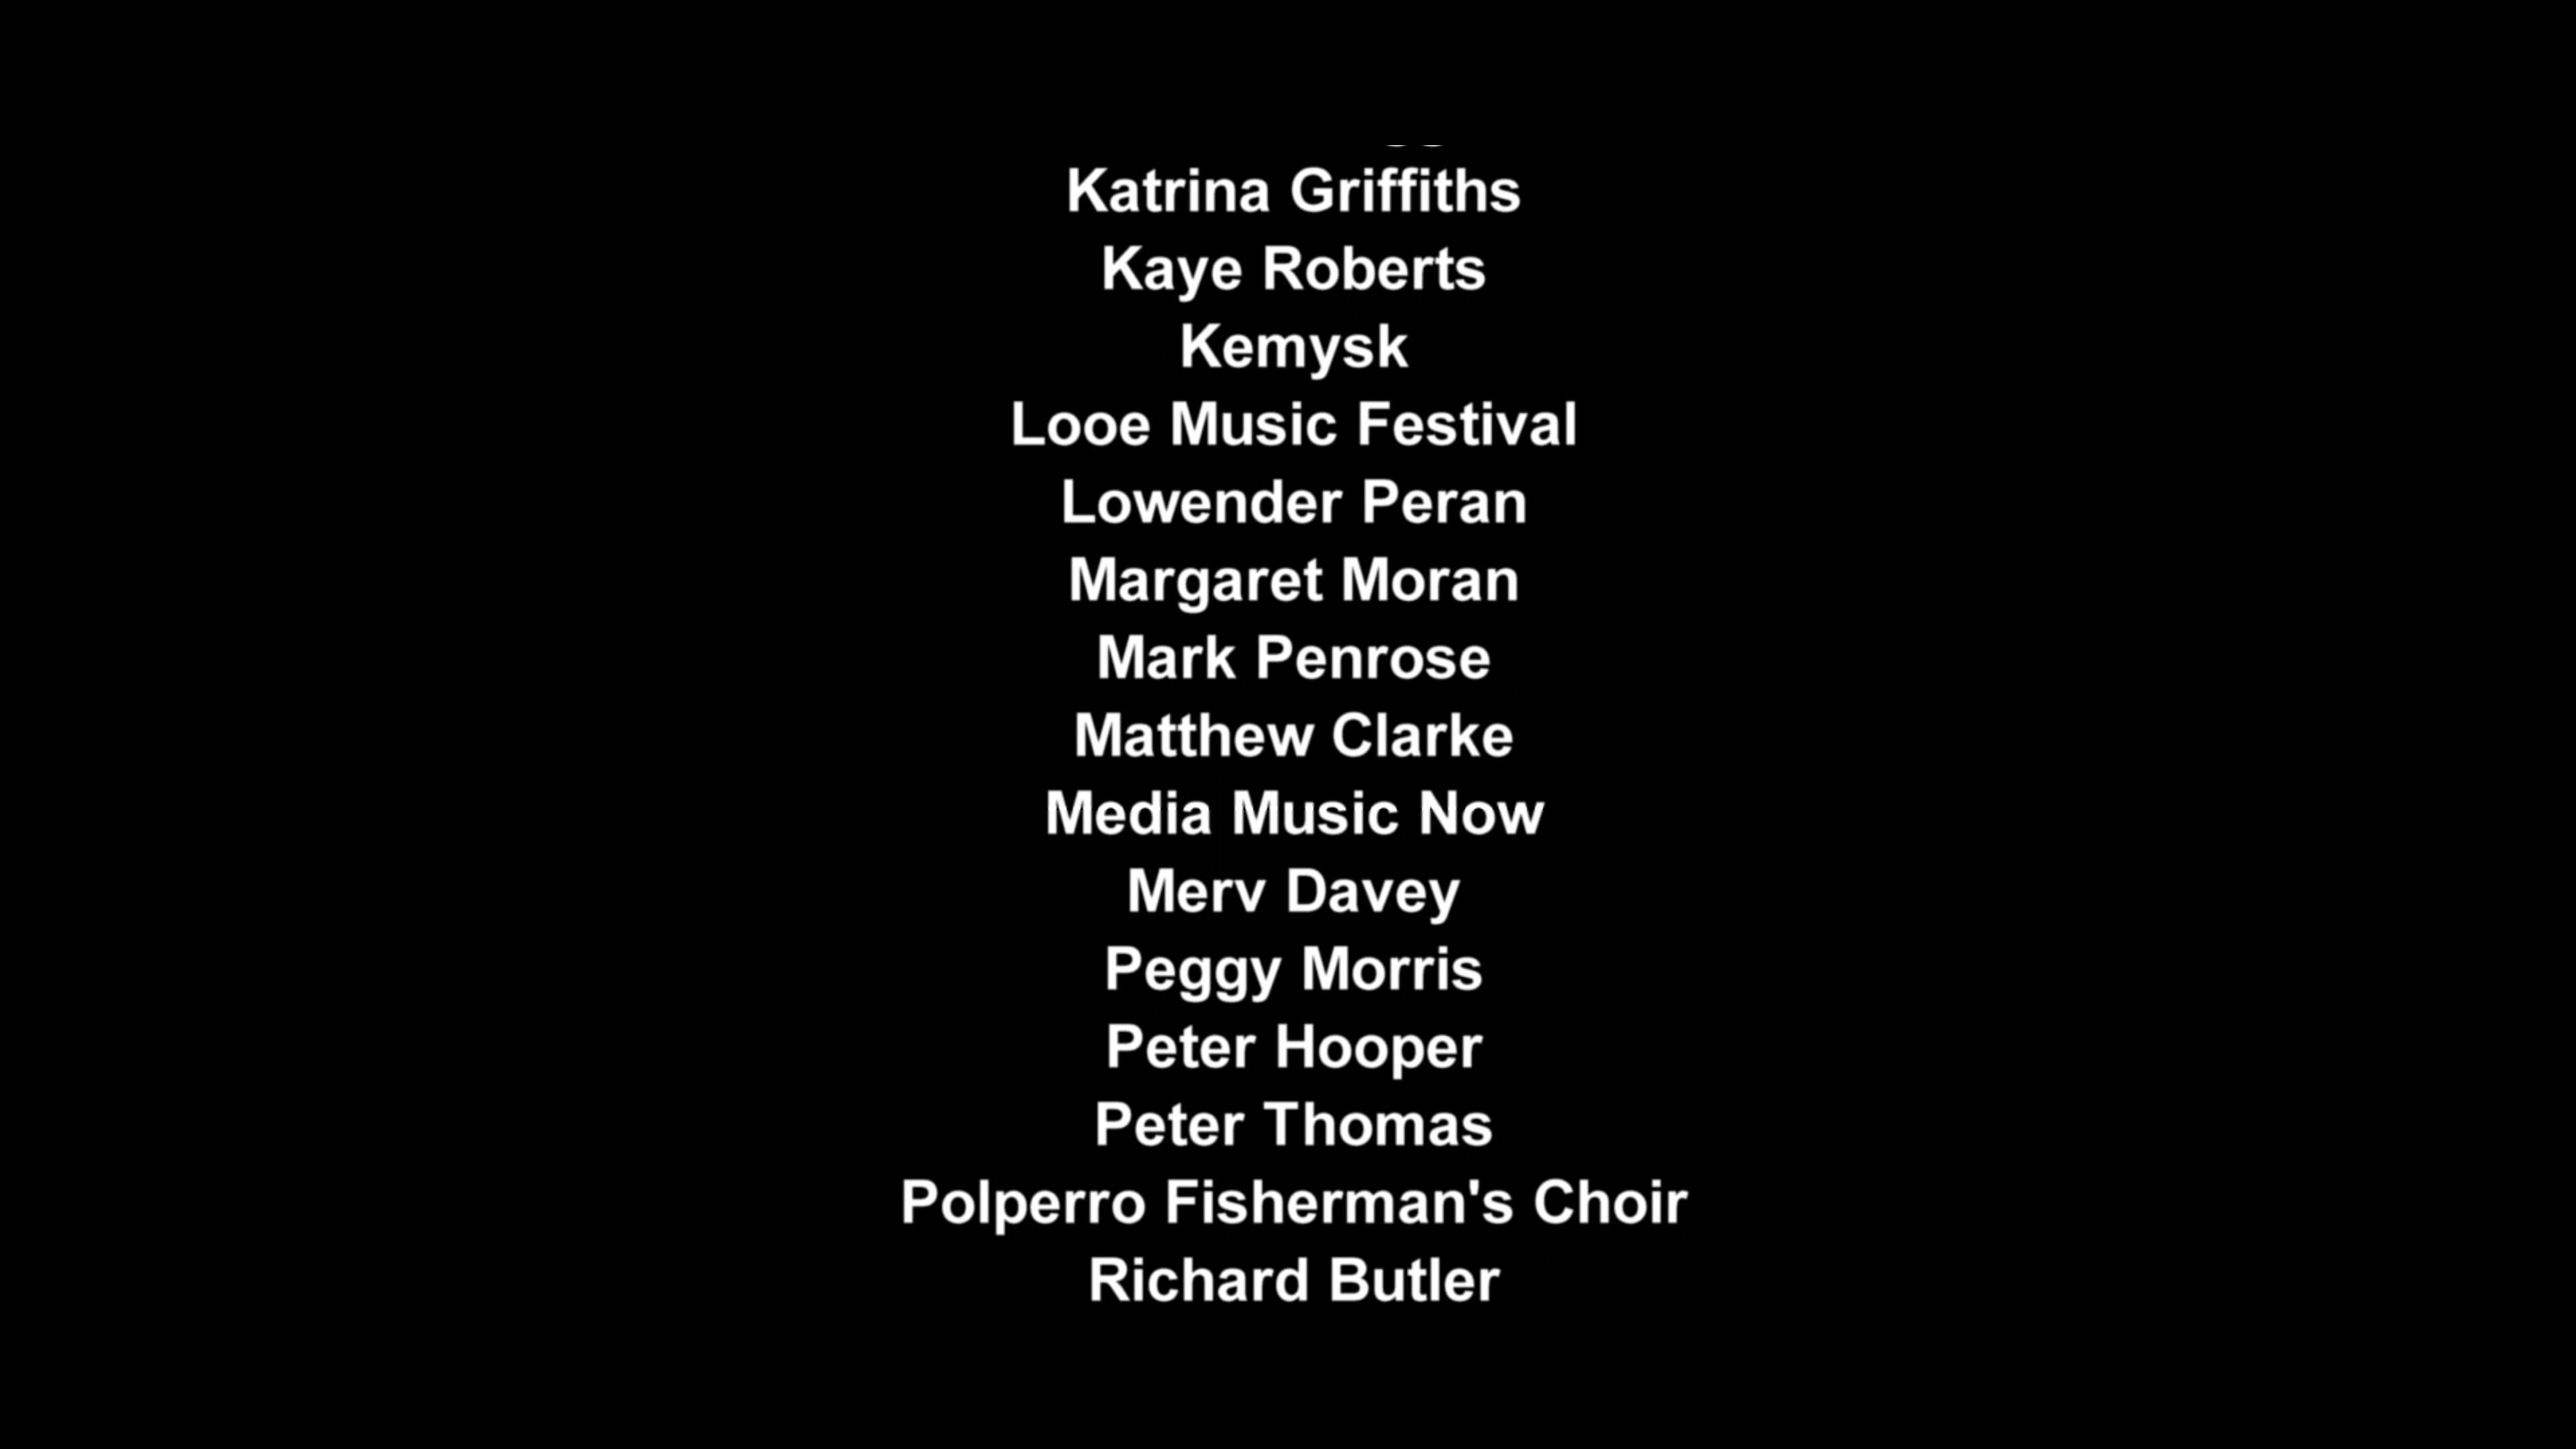 Katrina Griffiths
Kaye Roberts
Kemysk
Looe Music Festival
Lowender Peran
Margaret Moran
Mark Penrose
Matthew Clarke
Media Music Now
Merv Davey
Peggy Morris
Peter Hooper
Peter Thomas
Polperro Fisherman's Choir
Richard Butler